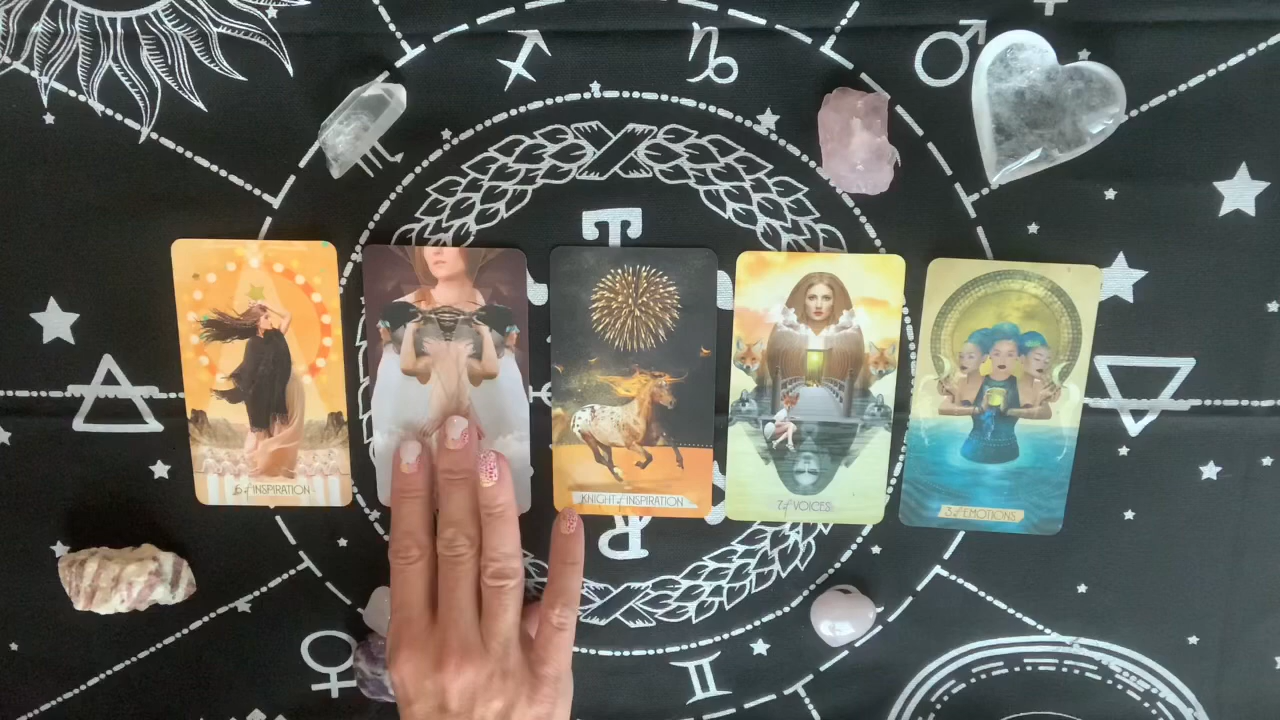 T
6 of INSPIRATION
KNIGHT of INSPIRATION
7 of VOICES
3 of EMOTIONS
R